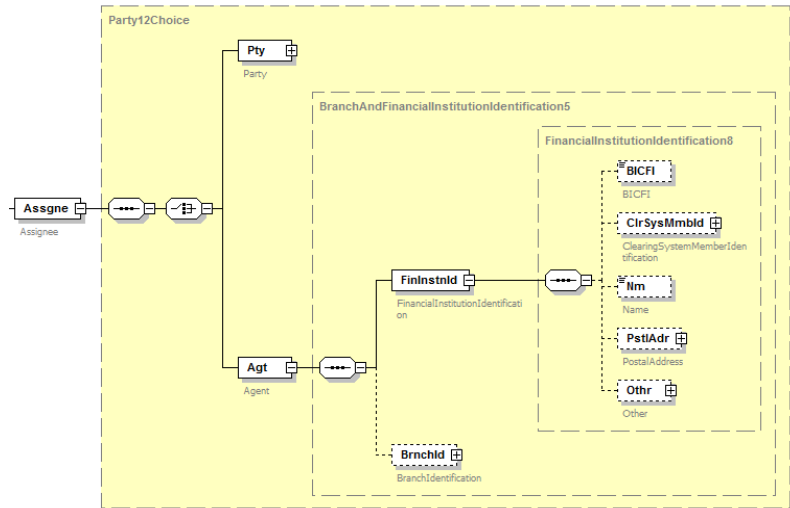 Party12Choice
Pty
Party
BranchAndFinancialInstitutionIdentification5
FinancialInstitutionIdentification8
BICFI
BICFI
Assgne
Assignee
ClrSysMmbId
ClearingSystemMemberIden
tification
FinInstnId
FinancialInstitutionIdentificati
on
Nm
Name
PstlAdr
PostalAddress
Agt
Agent
Othr
Other
BrnchId
BranchIdentification